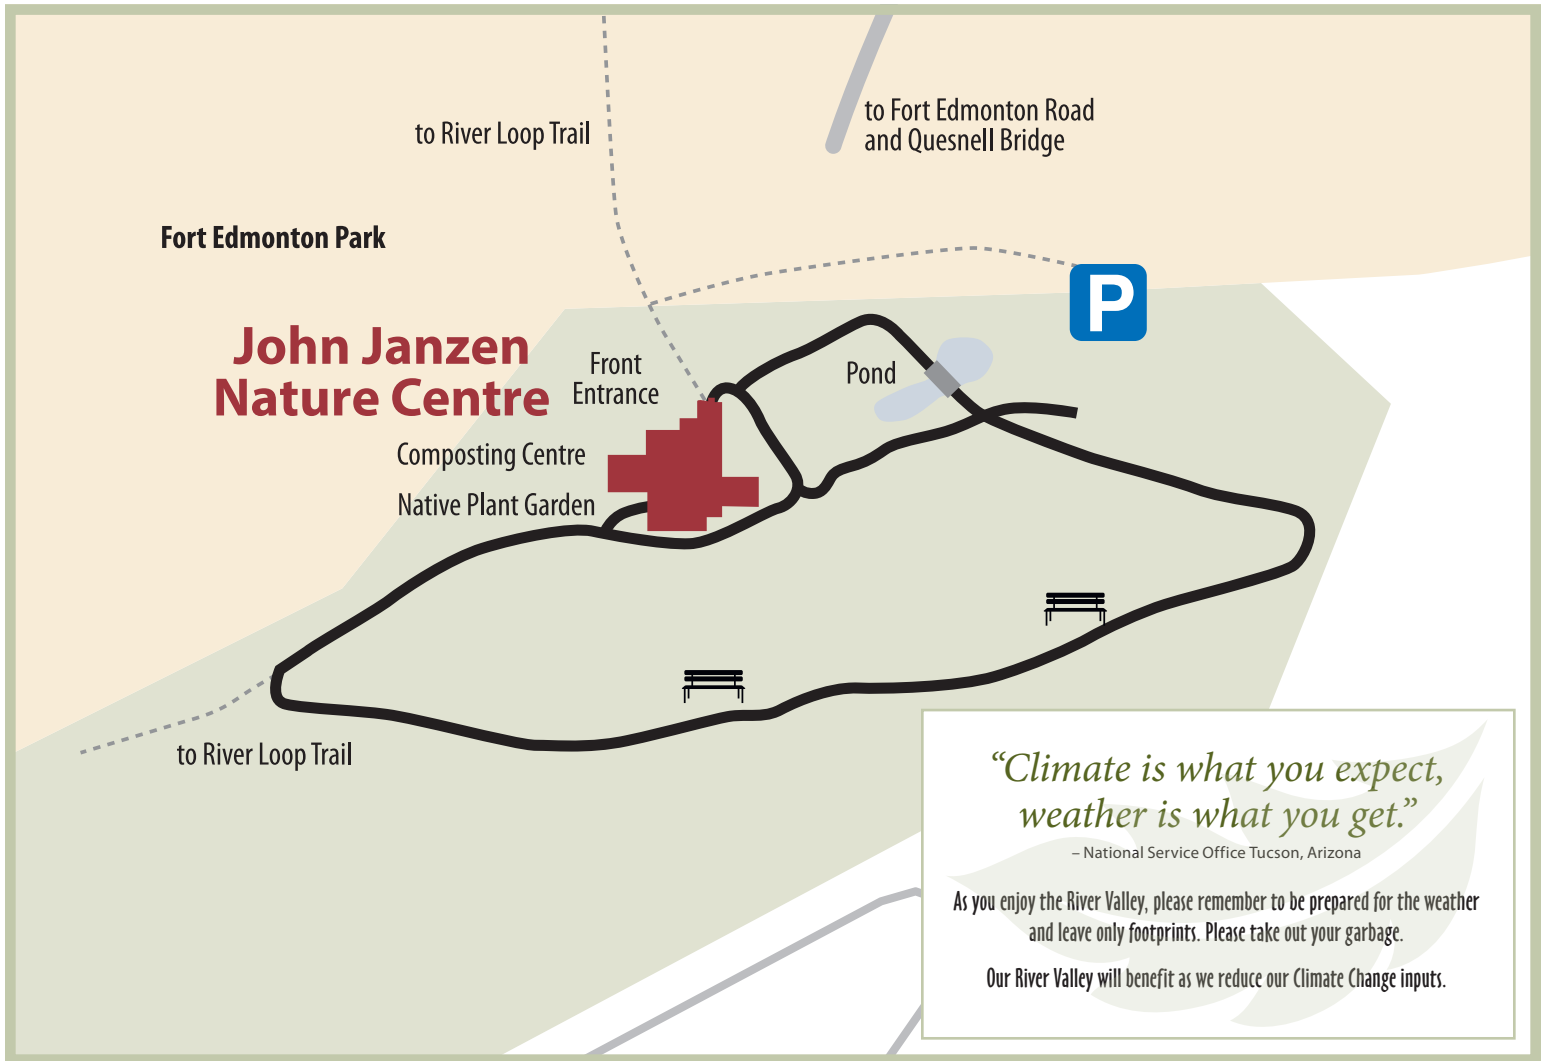 to River Loop Trail
to Fort Edmonton Road
and Quesnell Bridge
Fort Edmonton Park
P
John Janzen
Nature Centre
Front
Entrance
Pond
Composting Centre
Native Plant Garden
to River Loop Trail
“Climate is what you expect,
weather is what you get.”
– National Service Office Tucson, Arizona
As you enjoy the River Valley, please remember to be prepared for the weather
and leave only footprints. Please take out your garbage.
Our River Valley will benefit as we reduce our Climate Change inputs.